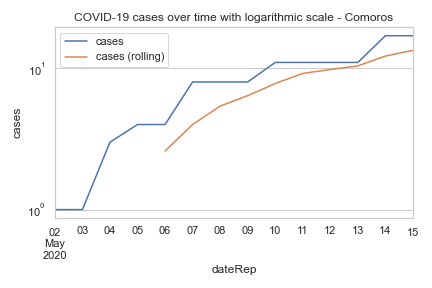 COVID-19 cases over time with logarithmic scale - Comoros
cases
cases (rolling)
10¹
10⁰
cases
02 03 04 05 06 07 08 09 10 11 12 13 14 15
May
2020
dateRep